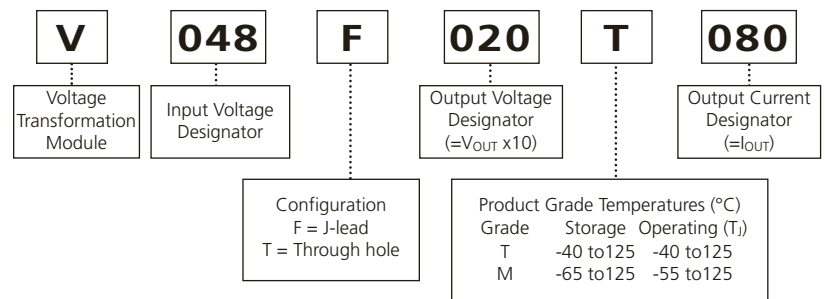 V 048 F 020 T 080
Voltage
Transformation
Module
Input Voltage
Designator
Output Voltage
Designator
(=VOUT x10)
Output Current
Designator
(=IOUT)
Configuration
F = J-lead
T = Through hole
Product Grade Temperatures (°C)
Grade Storage Operating (TJ)
T -40 to125 -40 to125
M -65 to125 -55 to125